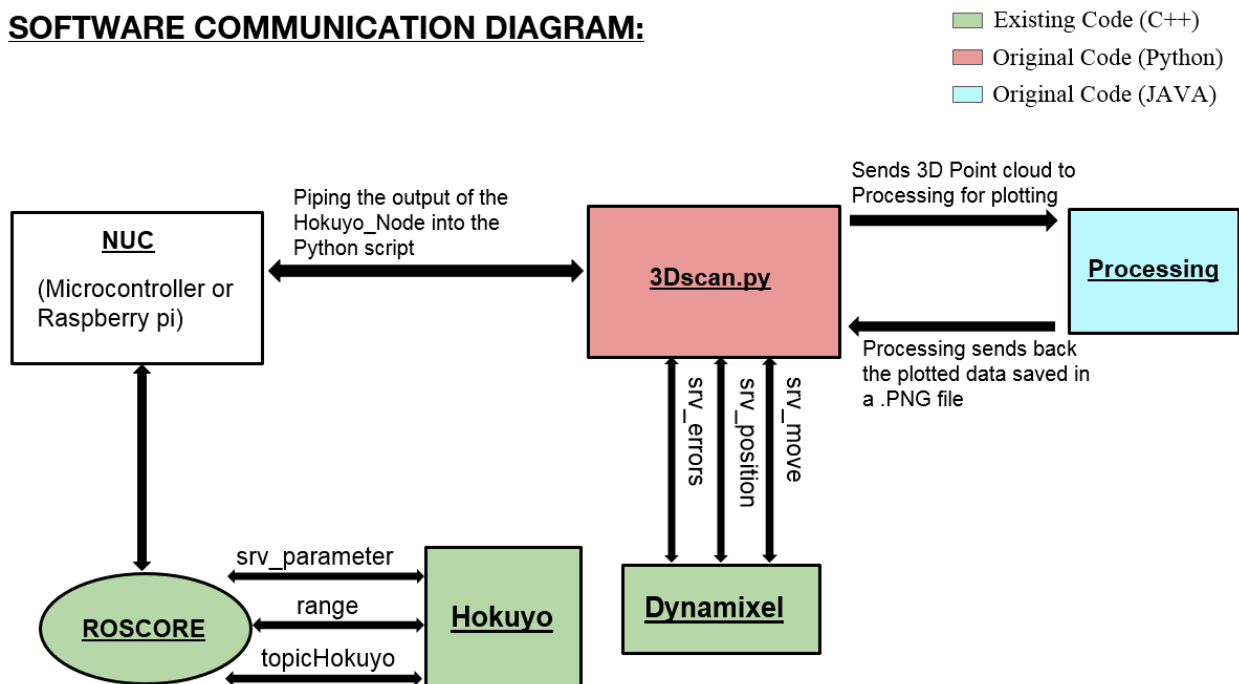 SOFTWARE COMMUNICATION DIAGRAM:
Existing Code (C++)
Original Code (Python)
Original Code (JAVA)
NUC
(Microcontroller or
Raspberry pi)
Piping the output of the
Hokuyo_Node into the
Python script
3Dscan.py
Sends 3D Point cloud to
Processing for plotting
Processing
Processing sends back
the plotted data saved in
a .PNG file
srv_errors
srv_position
srv_move
ROSCORE
srv_parameter
range
topicHokuyo
Hokuyo
Dynamixel